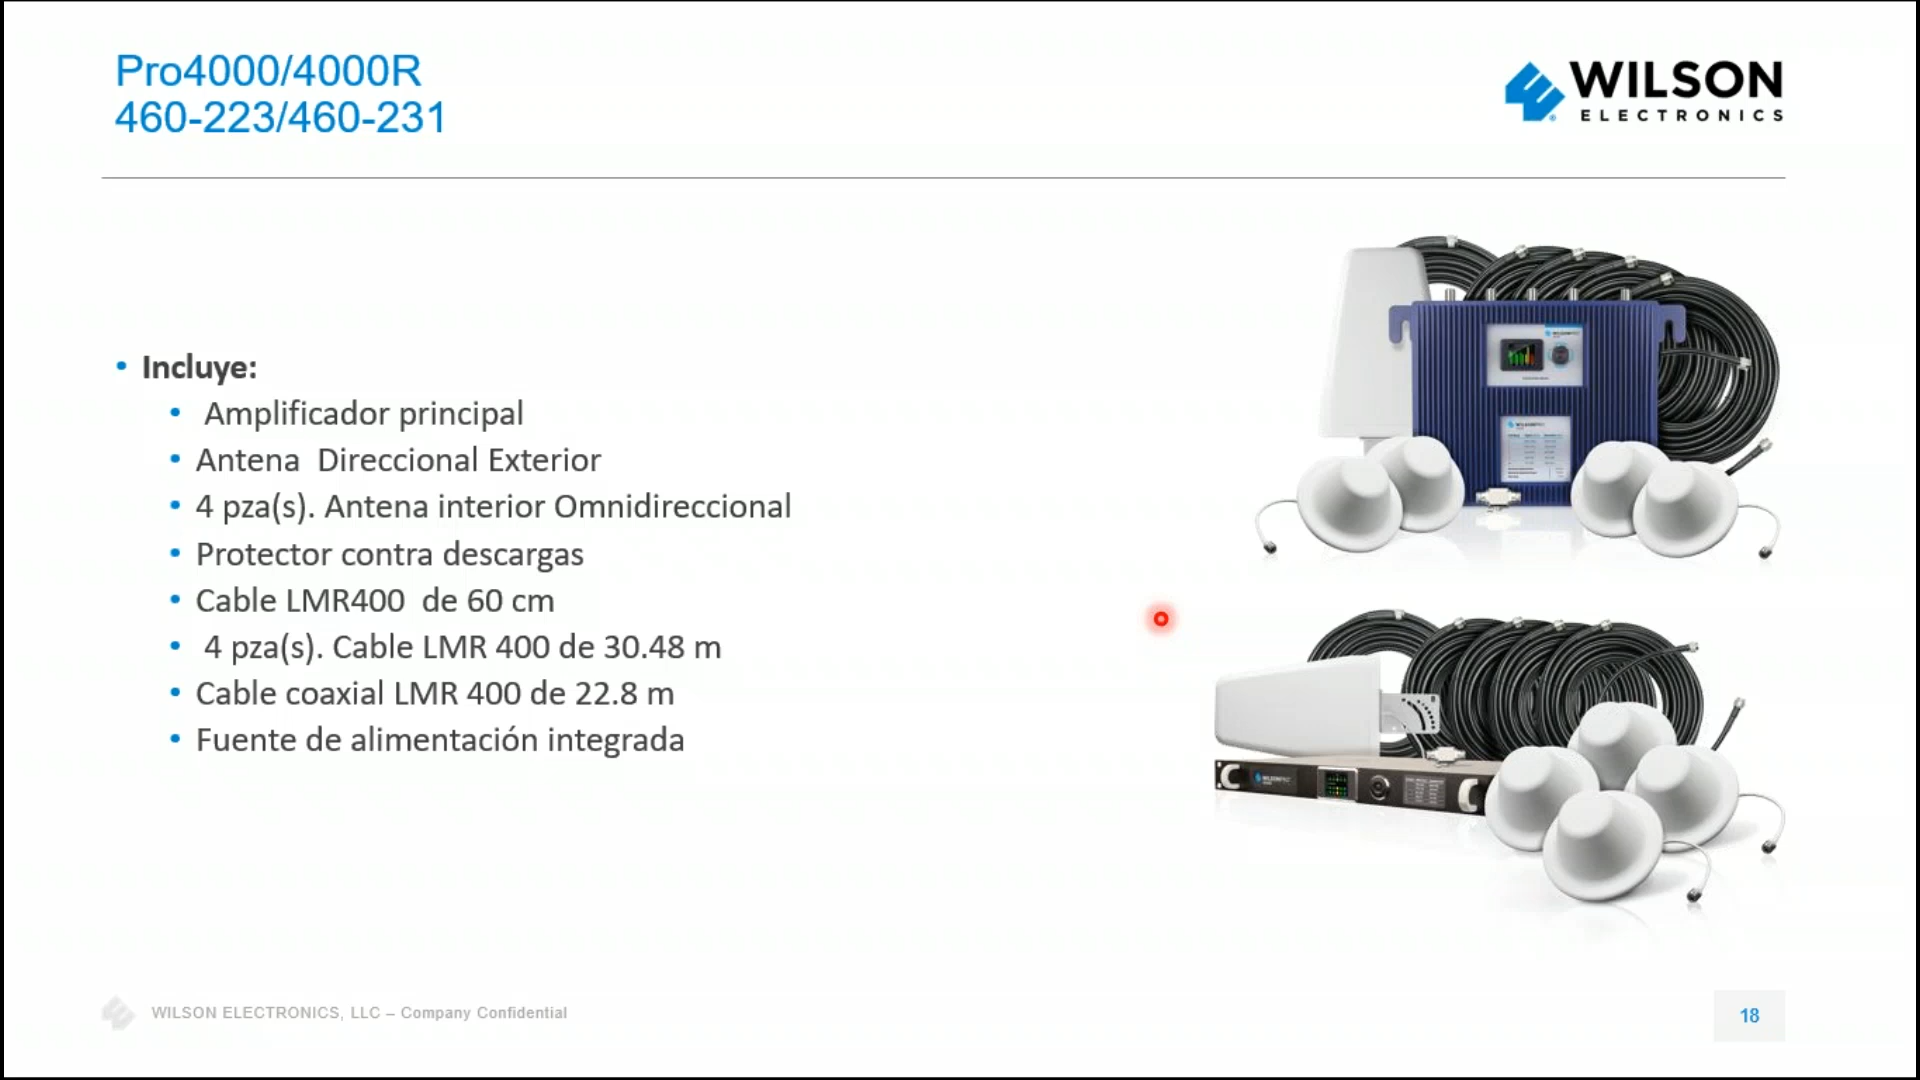 Pro4000/4000R
460-223/460-231
WILSON
ELECTRONICS
• Incluye:
• Amplificador principal
• Antena Direccional Exterior
• 4 pza(s). Antena interior Omnidireccional
• Protector contra descargas
• Cable LMR400 de 60 cm
• 4 pza(s). Cable LMR 400 de 30.48 m
• Cable coaxial LMR 400 de 22.8 m
• Fuente de alimentación integrada
WILSON ELECTRONICS, LLC – Company Confidential
18